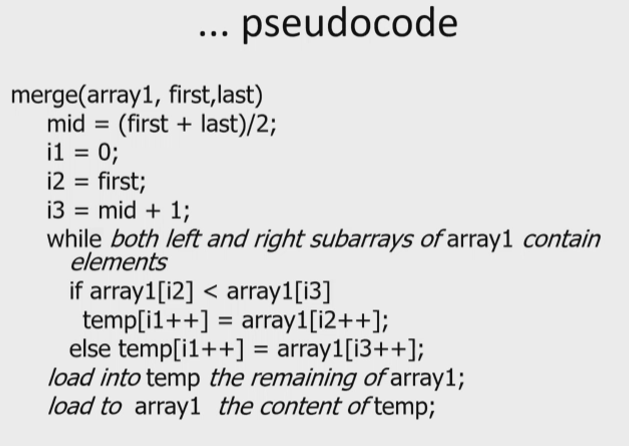 ... pseudocode
merge(array1, first,last)
mid = (first + last)/2;
i1 = 0;
i2 = first;
i3 = mid + 1;
while both left and right subarrays of array1 contain
elements
if array1[i2] < array1[i3]
temp[i1++] = array1[i2++];
else temp[i1++] = array1[i3++];
load into temp the remaining of array1;
load to array1 the content of temp;